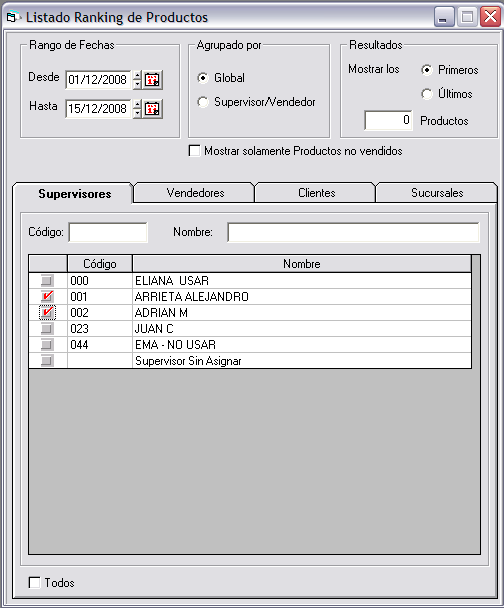 Listado Ranking de Productos
Rango de Fechas
Desde 01/12/2008
Hasta 15/12/2008
Agrupado por
Global
Supervisor/Vendedor
Resultados
Mostrar los Primeros
Últimos
0 Productos
Mostrar solamente Productos no vendidos
Supervisores Vendedores Clientes Sucursales
Código: Nombre:
Código Nombre
000 ELIANA USAR
001 ARRIETA ALEJANDRO
002 ADRIAN M
023 JUAN C
044 EMA - NO USAR
Supervisor Sin Asignar
Todos